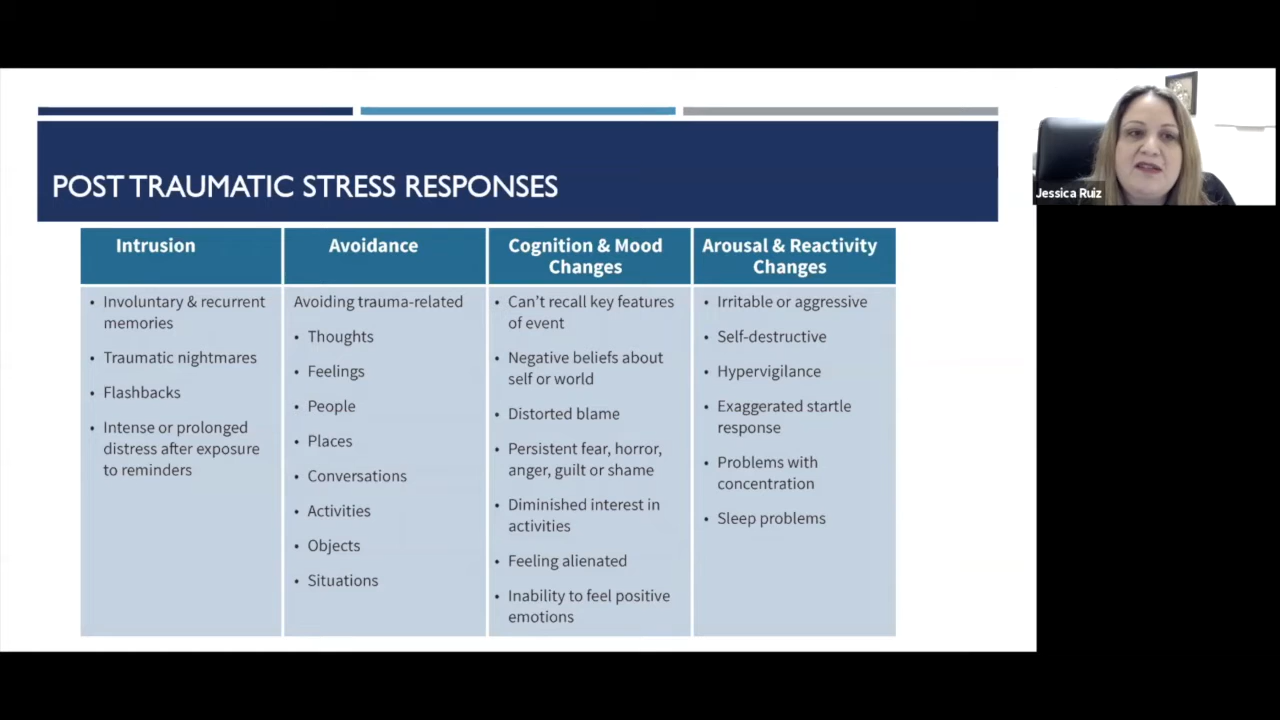 POST TRAUMATIC STRESS RESPONSES
Intrusion
• Involuntary & recurrent
memories
• Traumatic nightmares
• Flashbacks
• Intense or prolonged
distress after exposure
to reminders
Avoidance
Avoiding trauma-related
• Thoughts
• Feelings
• People
• Places
• Conversations
• Activities
• Objects
• Situations
Cognition & Mood
Changes
• Can’t recall key features
of event
• Negative beliefs about
self or world
• Distorted blame
• Persistent fear, horror,
anger, guilt or shame
• Diminished interest in
activities
• Feeling alienated
• Inability to feel positive
emotions
Arousal & Reactivity
Changes
• Irritable or aggressive
• Self-destructive
• Hypervigilance
• Exaggerated startle
response
• Problems with
concentration
• Sleep problems
Jessica Ruiz